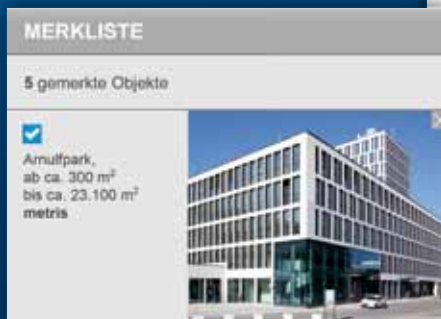 MERKLISTE
5 gemerkte Objekte
Arnulfpark,
ab ca. 300 m²
bis ca. 23.100 m²
metris